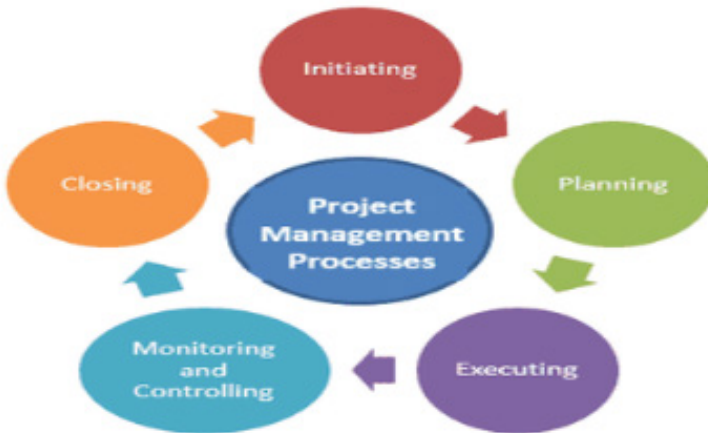 Initiating
Planning
Executing
Monitoring
and
Controlling
Closing
Project
Management
Processes